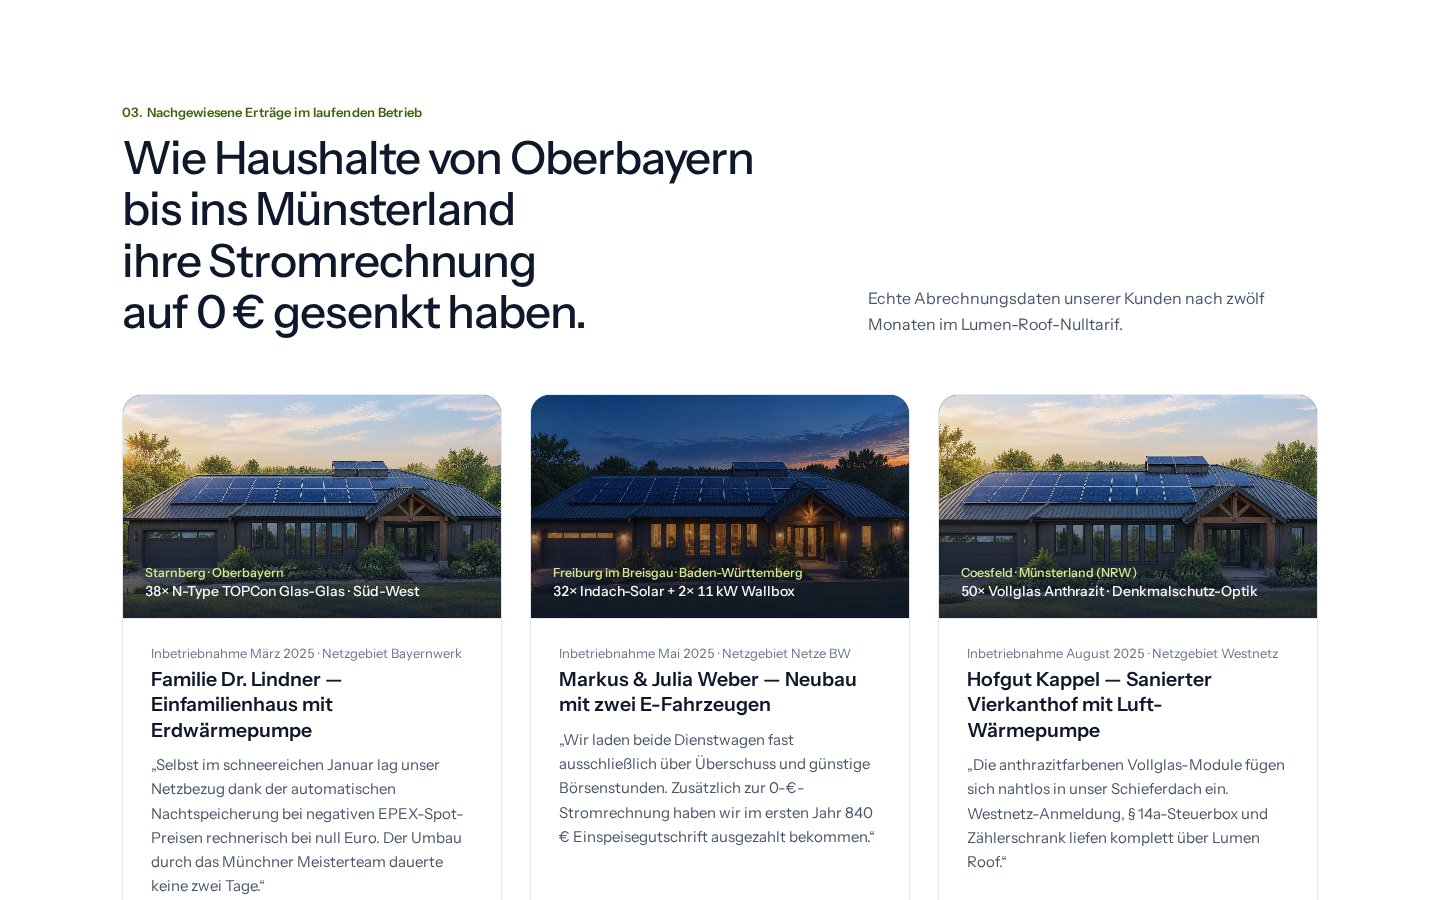 03. Nachgewiesene Erträge im laufenden Betrieb
Wie Haushalte von Oberbayern
bis ins Münsterland
ihre Stromrechnung
auf 0 € gesenkt haben.
Echte Abrechnungsdaten unserer Kunden nach zwölf
Monaten im Lumen-Roof-Nulltarif.
Starnberg · Oberbayern
38× N-Type TOPCon Glas-Glas · Süd-West
Inbetriebnahme März 2025 · Netzgebiet Bayernwerk
Familie Dr. Lindner —
Einfamilienhaus mit
Erdwärmepumpe
„Selbst im schneereichen Januar lag unser
Netzbezug dank der automatischen
Nachtspeicherung bei negativen EPEX-Spot-
Preisen rechnerisch bei null Euro. Der Umbau
durch das Münchner Meisterteam dauerte
keine zwei Tage.“
Freiburg im Breisgau · Baden-Württemberg
32× Indach-Solar + 2× 11 kW Wallbox
Inbetriebnahme Mai 2025 · Netzgebiet Netze BW
Markus & Julia Weber — Neubau
mit zwei E-Fahrzeugen
„Wir laden beide Dienstwagen fast
ausschließlich über Überschuss und günstige
Börsenstunden. Zusätzlich zur 0-€-
Stromrechnung haben wir im ersten Jahr 840
€ Einspeisegutschrift ausgezahlt bekommen.“
Coesfeld · Münsterland (NRW)
50× Vollglas Anthrazit · Denkmalschutz-Optik
Inbetriebnahme August 2025 · Netzgebiet Westnetz
Hofgut Kappel — Sanierter
Vierkanthof mit Luft-
Wärmepumpe
„Die anthrazitfarbenen Vollglas-Module fügen
sich nahtlos in unser Schieferdach ein.
Westnetz-Anmeldung, § 14a-Steuerbox und
Zählerschrank liefen komplett über Lumen
Roof.“